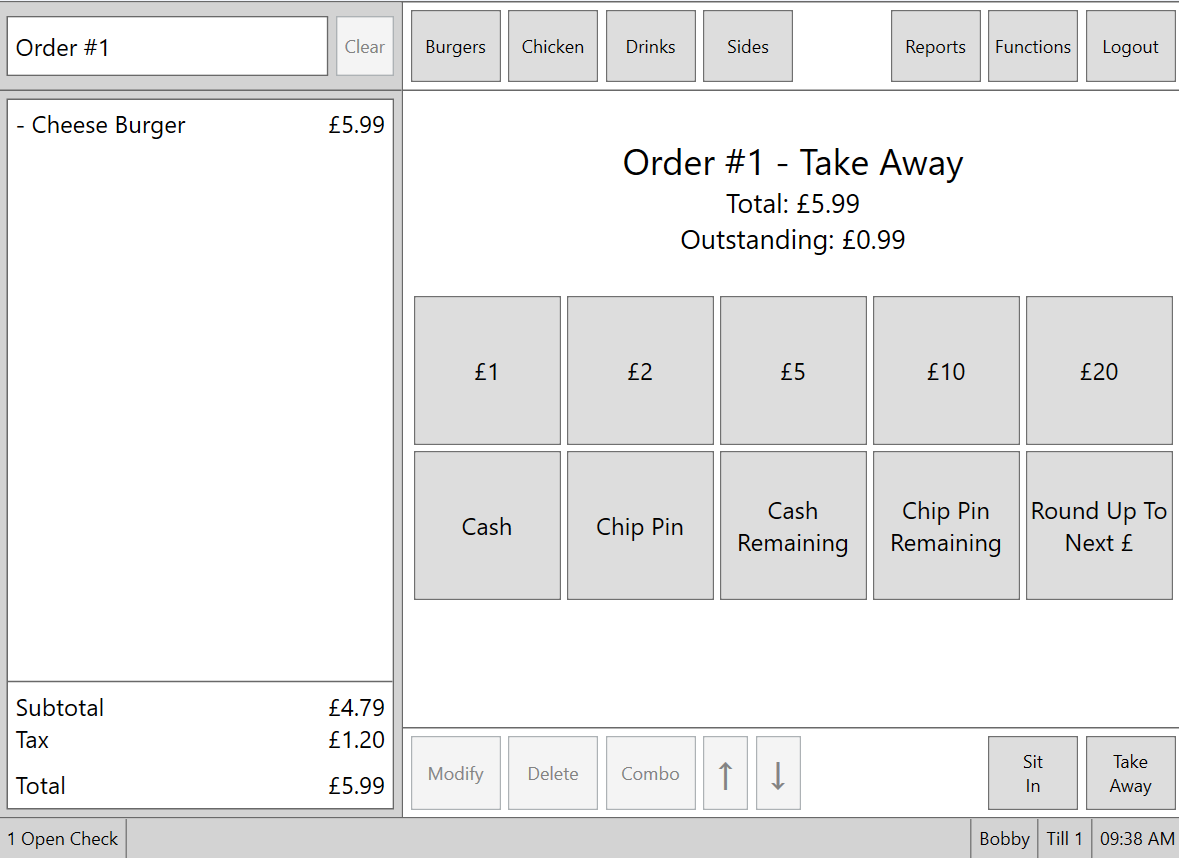 Order #1
Clear
Burgers
Chicken
Drinks
Sides
Reports
Functions
Logout
- Cheese Burger £5.99
Order #1 - Take Away
Total: £5.99
Outstanding: £0.99
£1
£2
£5
£10
£20
Cash
Chip Pin
Cash
Remaining
Chip Pin
Remaining
Round Up To
Next £
Subtotal £4.79
Tax £1.20
Total £5.99
Modify
Delete
Combo
↑
↓
Sit
In
Take
Away
1 Open Check
Bobby
Till 1
09:38 AM